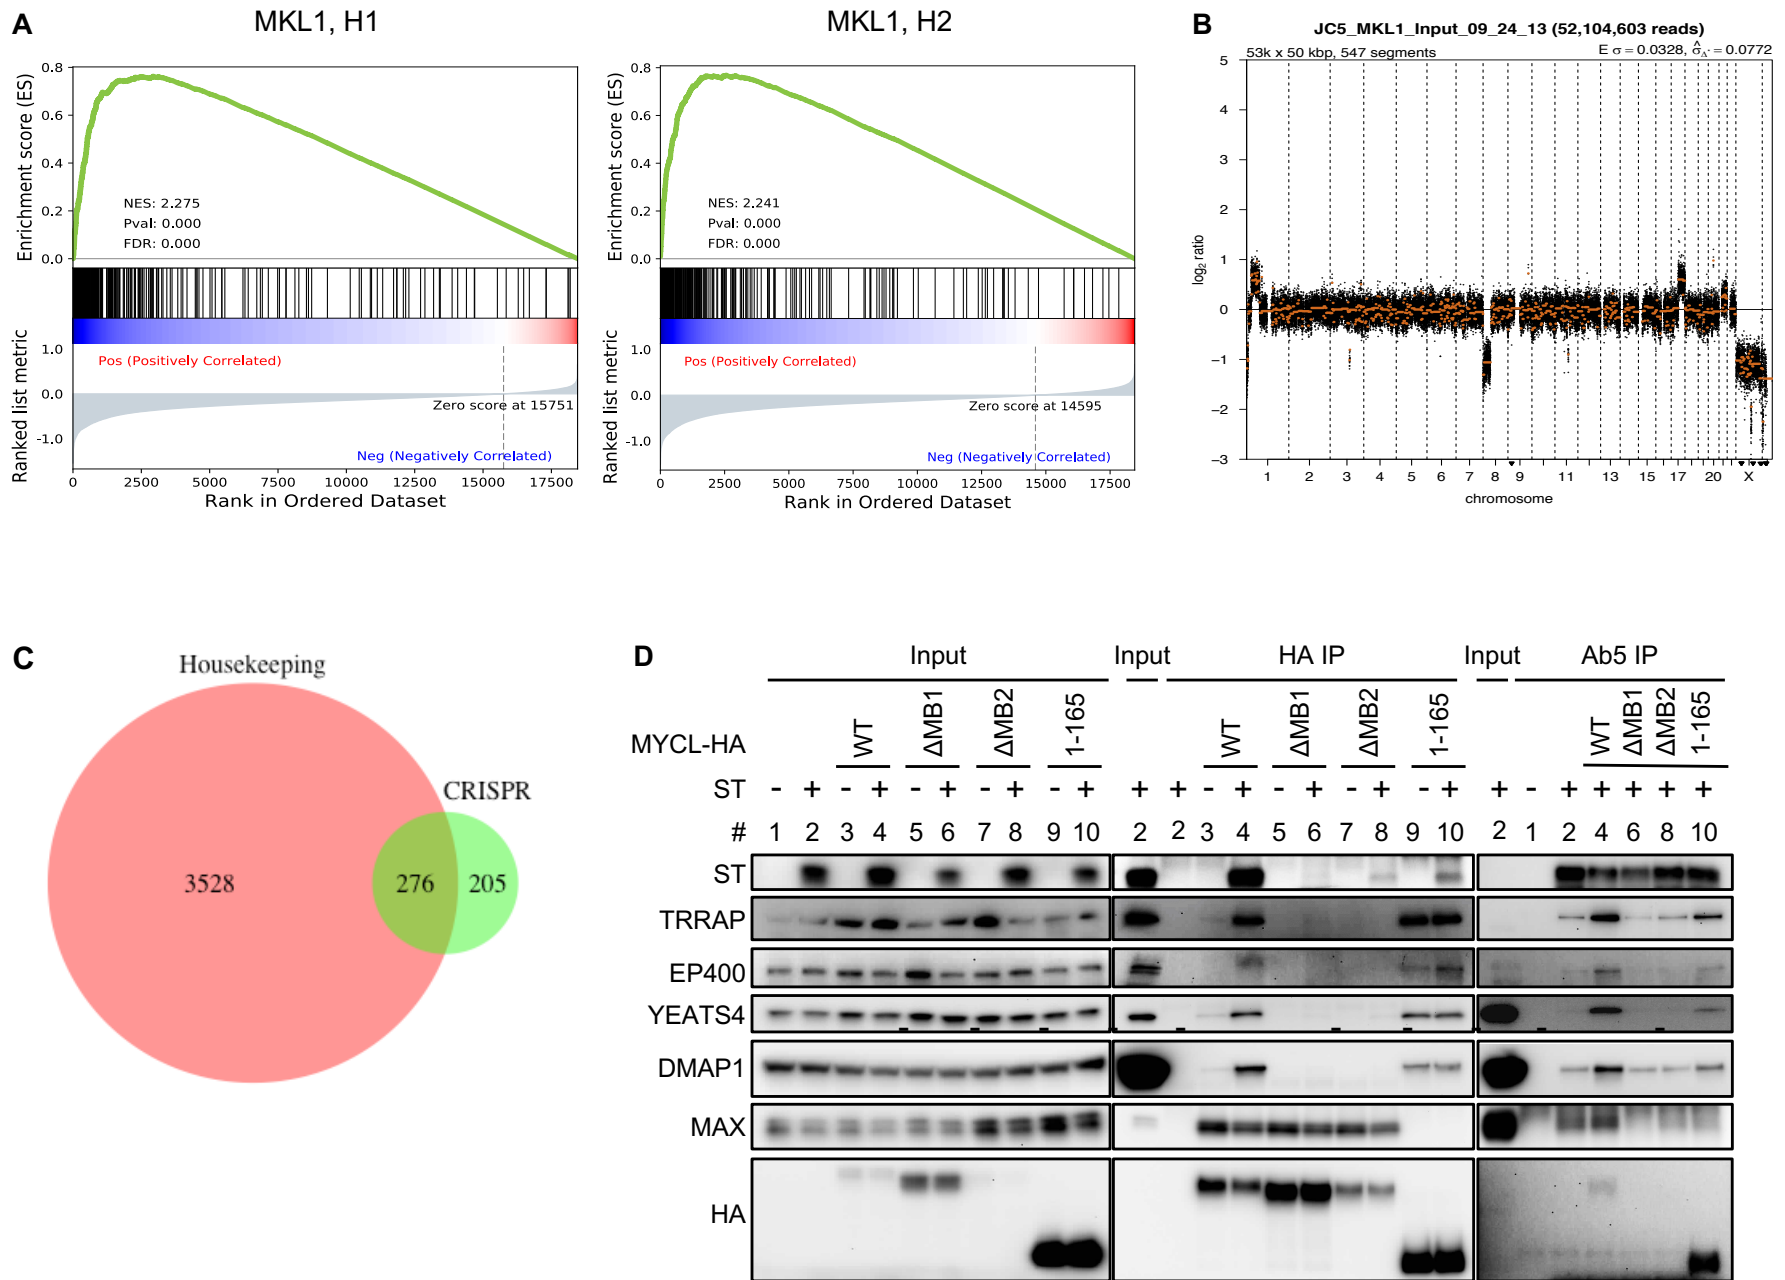 A
MKL1, H1
MKL1, H2
Enrichment score (ES)
0.8
0.6
0.4
0.2
0.0
NES: 2.275
Pval: 0.000
FDR: 0.000
Ranked list metric
1.0
0.0
-1.0
Pos (Positively Correlated)
Zero score at 15751
Neg (Negatively Correlated)
0 2500 5000 7500 10000 12500 15000 17500
Rank in Ordered Dataset
Enrichment score (ES)
0.8
0.6
0.4
0.2
0.0
NES: 2.241
Pval: 0.000
FDR: 0.000
Ranked list metric
1.0
0.0
-1.0
Pos (Positively Correlated)
Zero score at 14595
Neg (Negatively Correlated)
0 2500 5000 7500 10000 12500 15000 17500
Rank in Ordered Dataset
B
JC5_MKL1_Input_09_24_13 (52,104,603 reads)
53k x 50 kbp, 547 segments
E σ = 0.0328, σ̂Δ· = 0.0772
log2 ratio
5
4
3
2
1
0
−1
−2
−3
1 2 3 4 5 6 7 8 9 11 13 15 17 20 X
chromosome
C
Housekeeping
CRISPR
3528 276 205
D
Input Input HA IP Input Ab5 IP
MYCL-HA WT ΔMB1 ΔMB2 1-165 WT ΔMB1 ΔMB2 1-165 WT ΔMB1 ΔMB2 1-165
ST - + - + - + - + - + + + - + - + - + - + + - + + + + +
# 1 2 3 4 5 6 7 8 9 10 2 2 3 4 5 6 7 8 9 10 2 1 2 4 6 8 10
ST
TRRAP
EP400
YEATS4
DMAP1
MAX
HA